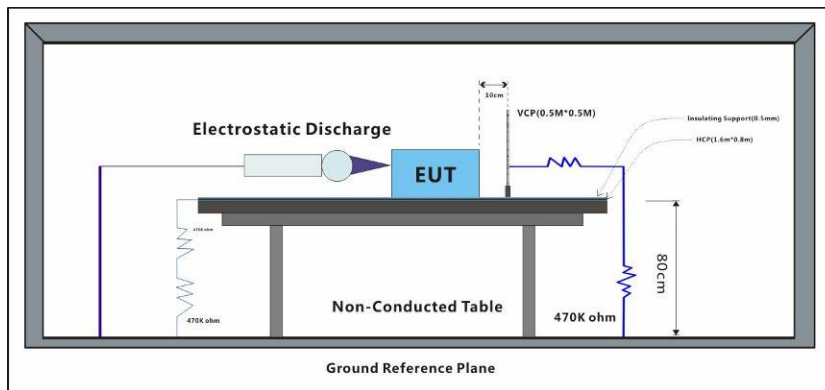 10cm
VCP(0.5M*0.5M)
Insulating Support(0.5mm)
Electrostatic Discharge
HCP(1.6m*0.8m)
EUT
470K ohm
80cm
Non-Conducted Table
470K ohm
470K ohm
Ground Reference Plane